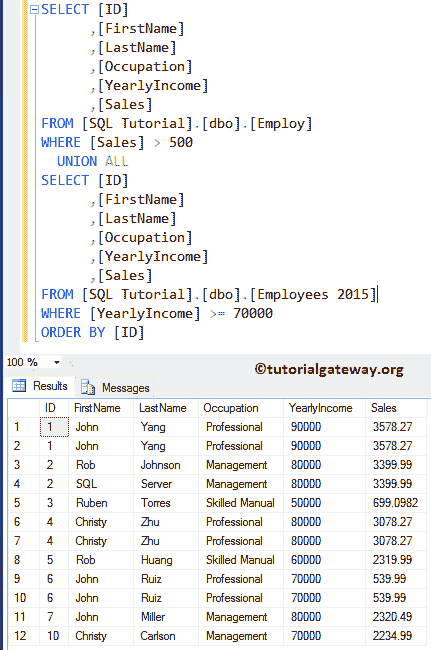 SELECT [ID]
,[FirstName]
,[LastName]
,[Occupation]
,[YearlyIncome]
,[Sales]
FROM [SQL Tutorial].[dbo].[Employ]
WHERE [Sales] > 500
UNION ALL
SELECT [ID]
,[FirstName]
,[LastName]
,[Occupation]
,[YearlyIncome]
,[Sales]
FROM [SQL Tutorial].[dbo].[Employees 2015]
WHERE [YearlyIncome] >= 70000
ORDER BY [ID]
100 %
©tutorialgateway.org
Results Messages
ID FirstName LastName Occupation YearlyIncome Sales
1 1 John Yang Professional 90000 3578.27
2 1 John Yang Professional 90000 3578.27
3 2 Rob Johnson Management 80000 3399.99
4 2 SQL Server Management 80000 3399.99
5 3 Ruben Torres Skilled Manual 50000 699.0982
6 4 Christy Zhu Professional 80000 3078.27
7 4 Christy Zhu Professional 80000 3078.27
8 5 Rob Huang Skilled Manual 60000 2319.99
9 6 John Ruiz Professional 70000 539.99
10 6 John Ruiz Professional 70000 539.99
11 7 John Miller Management 80000 2320.49
12 10 Christy Carlson Management 70000 2234.99